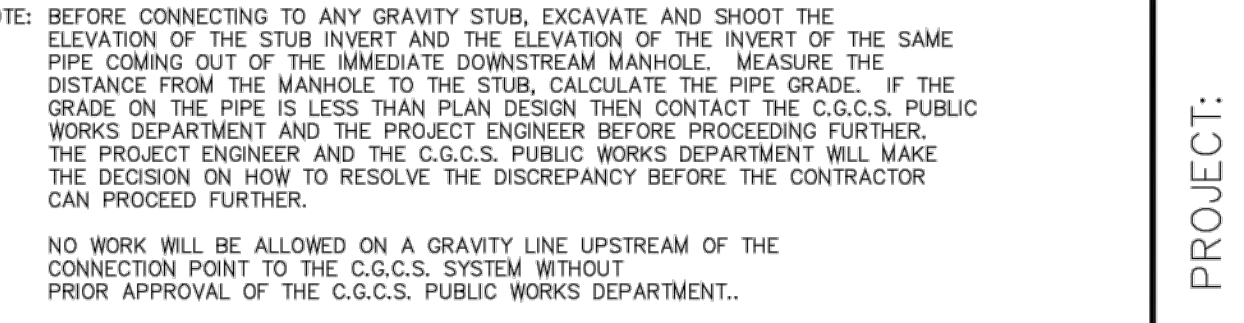 OTE: BEFORE CONNECTING TO ANY GRAVITY STUB, EXCAVATE AND SHOOT THE
ELEVATION OF THE STUB INVERT AND THE ELEVATION OF THE INVERT OF THE SAME
PIPE COMING OUT OF THE IMMEDIATE DOWNSTREAM MANHOLE. MEASURE THE
DISTANCE FROM THE MANHOLE TO THE STUB, CALCULATE THE PIPE GRADE. IF THE
GRADE ON THE PIPE IS LESS THAN PLAN DESIGN THEN CONTACT THE C.G.C.S. PUBLIC
WORKS DEPARTMENT AND THE PROJECT ENGINEER BEFORE PROCEEDING FURTHER.
THE PROJECT ENGINEER AND THE C.G.C.S. PUBLIC WORKS DEPARTMENT WILL MAKE
THE DECISION ON HOW TO RESOLVE THE DISCREPANCY BEFORE THE CONTRACTOR
CAN PROCEED FURTHER.
NO WORK WILL BE ALLOWED ON A GRAVITY LINE UPSTREAM OF THE
CONNECTION POINT TO THE C.G.C.S. SYSTEM WITHOUT
PRIOR APPROVAL OF THE C.G.C.S. PUBLIC WORKS DEPARTMENT..
PROJECT: